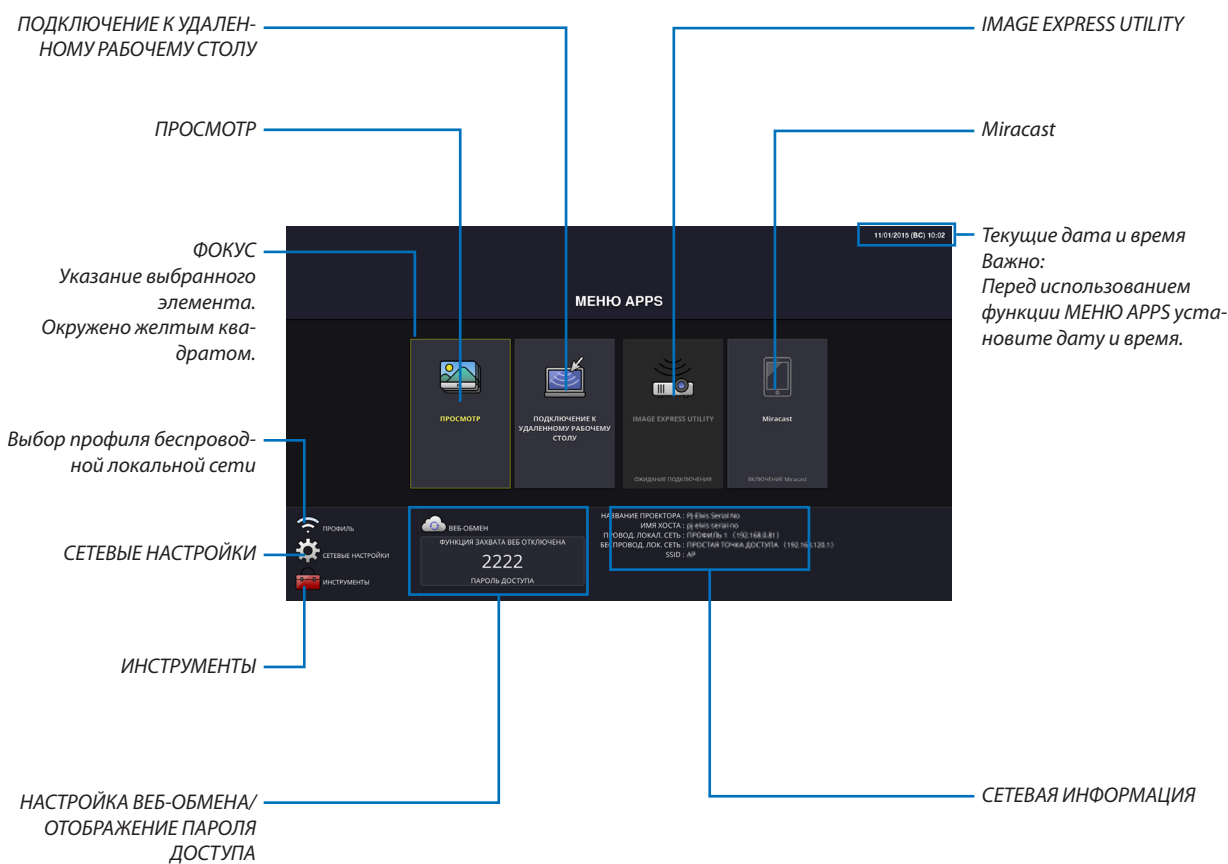 ПОДКЛЮЧЕНИЕ К УДАЛЕН-
НОМУ РАБОЧЕМУ СТОЛУ
IMAGE EXPRESS UTILITY
ПРОСМОТР
Miracast
ФОКУС
Указание выбранного
элемента.
Окружено желтым ква-
дратом.
11/01/2015 (ВС) 10:02
Текущие дата и время
Важно:
Перед использованием
функции МЕНЮ APPS уста-
новите дату и время.
МЕНЮ APPS
ПРОСМОТР
ПОДКЛЮЧЕНИЕ К
УДАЛЕННОМУ РАБОЧЕМУ
СТОЛУ
IMAGE EXPRESS UTILITY
ОЖИДАНИЕ ПОДКЛЮЧЕНИЯ
Miracast
ВКЛЮЧЕНИЕ Miracast
Выбор профиля беспровод-
ной локальной сети
СЕТЕВЫЕ НАСТРОЙКИ
ИНСТРУМЕНТЫ
ПРОФИЛЬ
СЕТЕВЫЕ НАСТРОЙКИ
ИНСТРУМЕНТЫ
ВЕБ-ОБМЕН
ФУНКЦИЯ ЗАХВАТА ВЕБ ОТКЛЮЧЕНА
2222
ПАРОЛЬ ДОСТУПА
НАЗВАНИЕ ПРОЕКТОРА :
ИМЯ ХОСТА :
ПРОВОД. ЛОКАЛ. СЕТЬ : ПРОФИЛЬ 1 (192.168.0.81)
БЕСПРОВОД. ЛОК. СЕТЬ : ПРОСТАЯ ТОЧКА ДОСТУПА
SSID : AP
НАСТРОЙКА ВЕБ-ОБМЕНА/
ОТОБРАЖЕНИЕ ПАРОЛЯ
ДОСТУПА
СЕТЕВАЯ ИНФОРМАЦИЯ